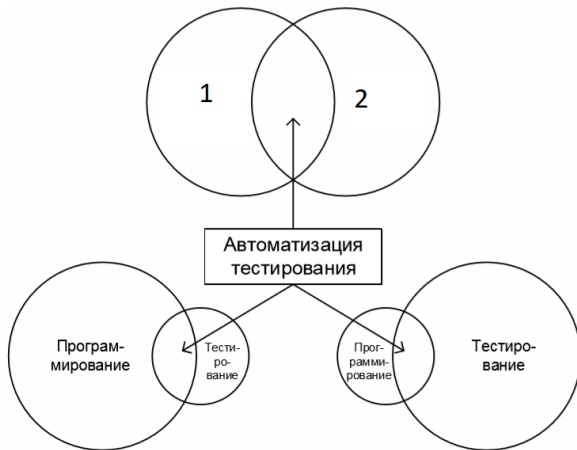 1
2
Автоматизация
тестирования
Програм-
мирование
Тести-
ро-
вание
Прог-
рамми-
рование
Тестиро-
вание